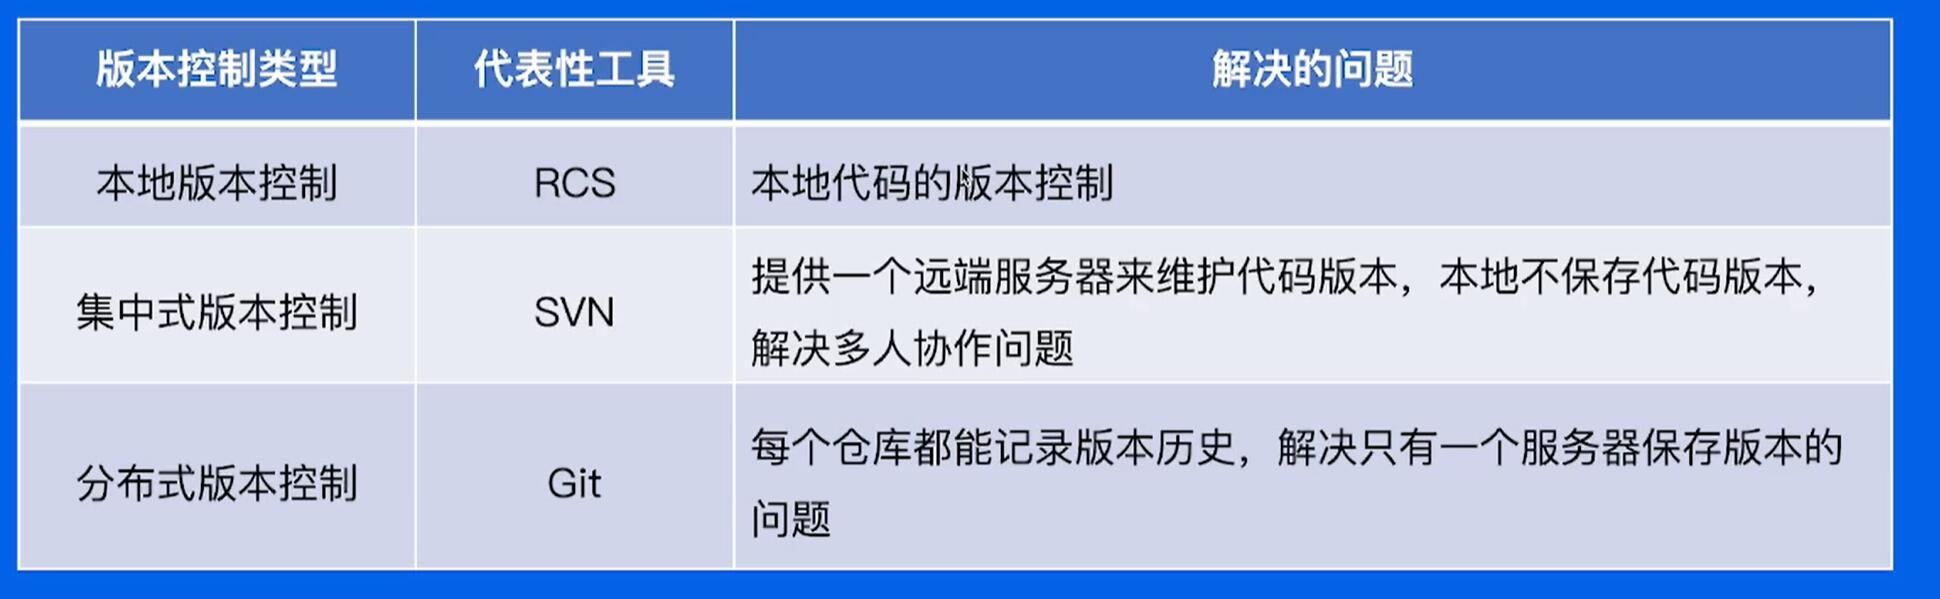 版本控制类型 代表性工具 解决的问题
本地版本控制 RCS 本地代码的版本控制
集中式版本控制 SVN 提供一个远端服务器来维护代码版本，本地不保存代码版本，
解决多人协作问题
分布式版本控制 Git 每个仓库都能记录版本历史，解决只有一个服务器保存版本的
问题